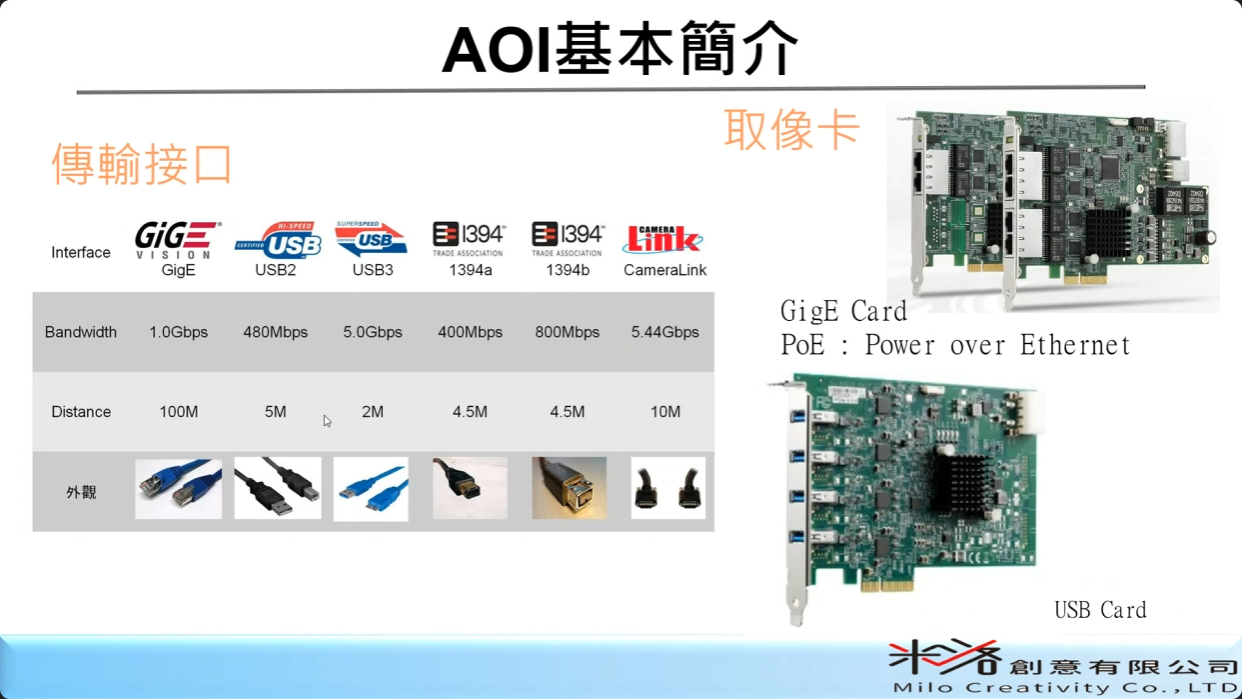 AOI基本簡介
傳輸接口
取像卡
Interface
GiGE VISION
GigE
HI-SPEED CERTIFIED USB
USB2
SUPERSPEED CERTIFIED USB
USB3
1394 TRADE ASSOCIATION
1394a
1394 TRADE ASSOCIATION
1394b
CAMERA Link
CameraLink
Bandwidth 1.0Gbps 480Mbps 5.0Gbps 400Mbps 800Mbps 5.44Gbps
Distance 100M 5M 2M 4.5M 4.5M 10M
外觀
GigE Card
PoE : Power over Ethernet
USB Card
米洛創意有限公司
Milo Creativity Co.,LTD